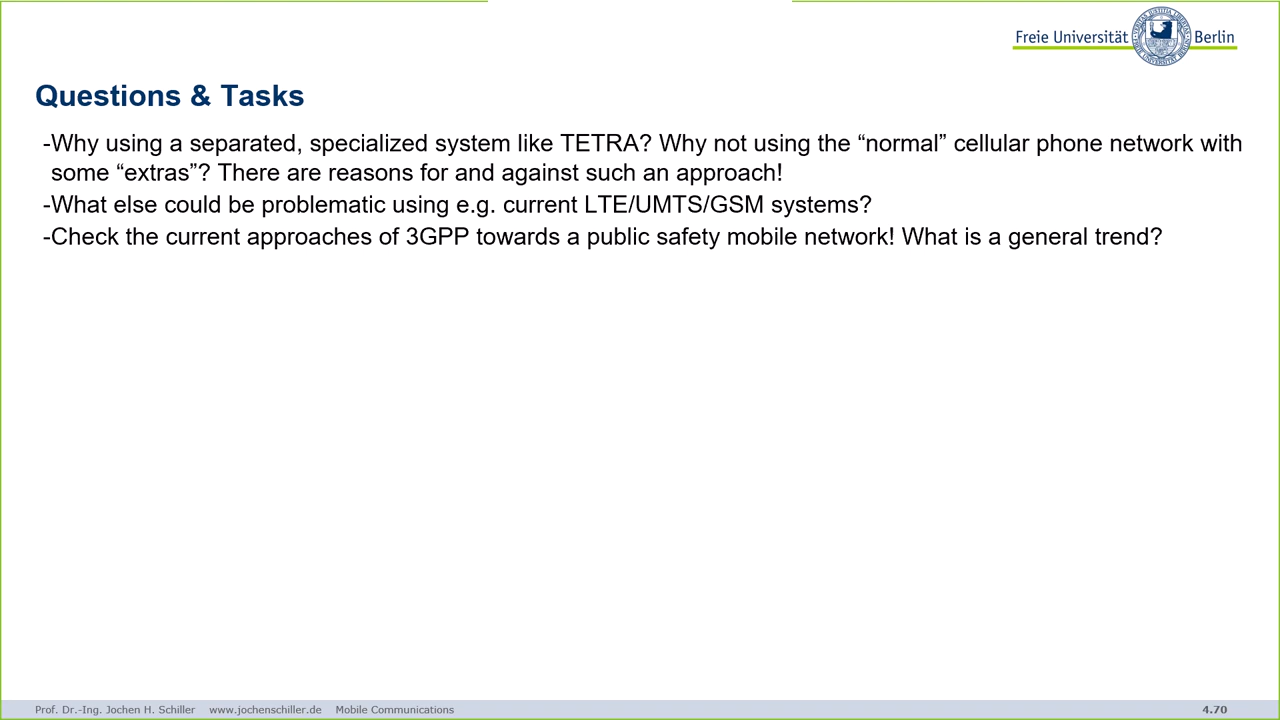 Freie Universität Berlin
Questions & Tasks
-Why using a separated, specialized system like TETRA? Why not using the “normal” cellular phone network with
some “extras”? There are reasons for and against such an approach!
-What else could be problematic using e.g. current LTE/UMTS/GSM systems?
-Check the current approaches of 3GPP towards a public safety mobile network! What is a general trend?
Prof. Dr.-Ing. Jochen H. Schiller www.jochenschiller.de Mobile Communications 4.70